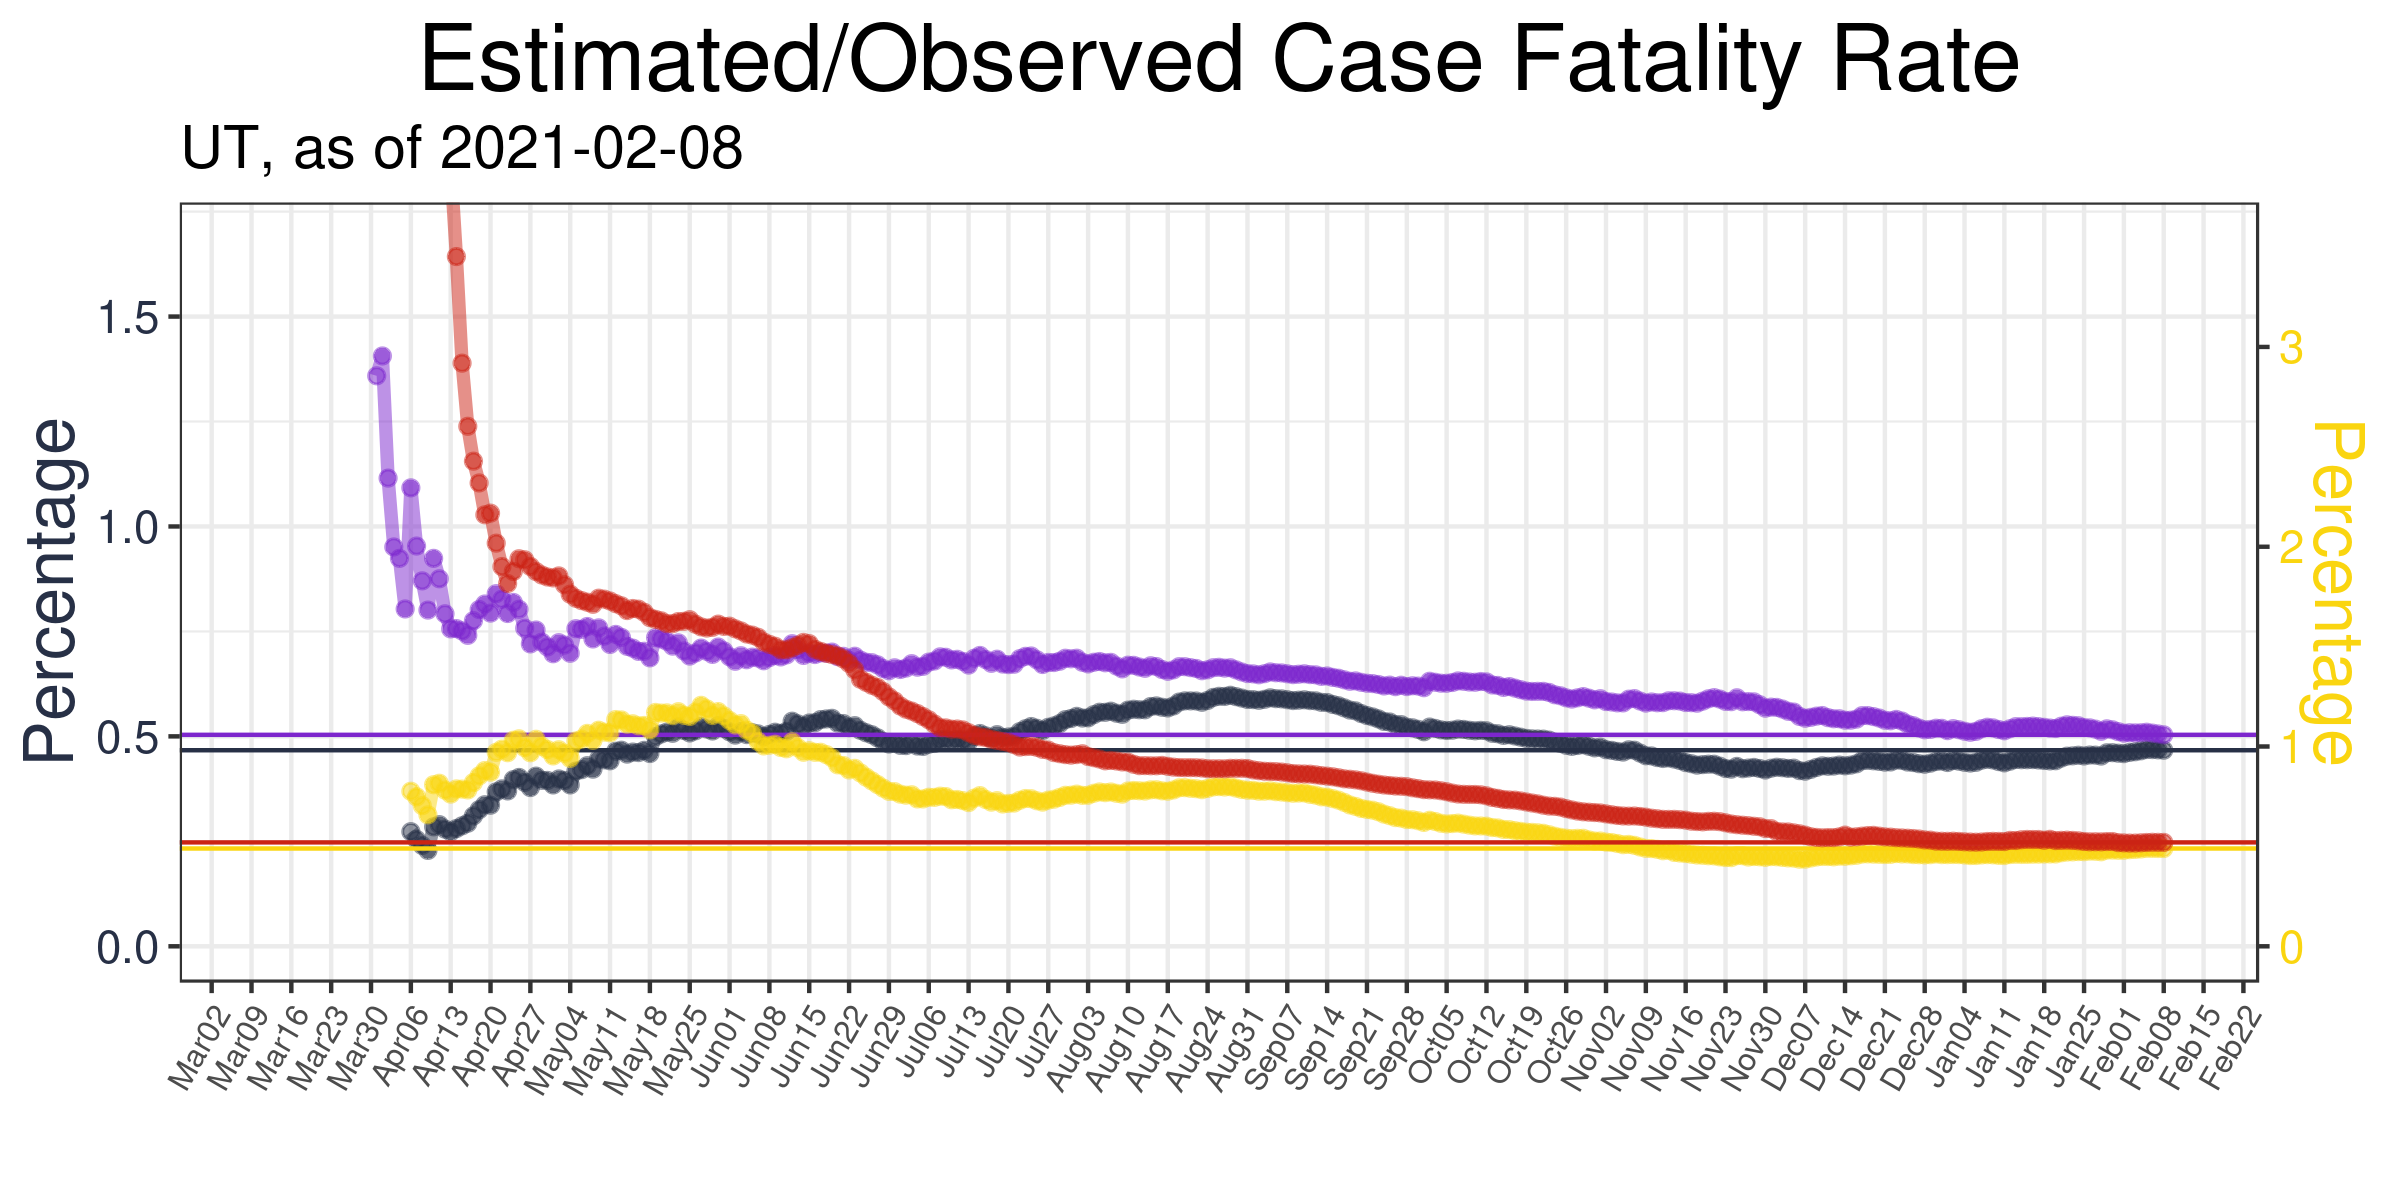 Estimated/Observed Case Fatality Rate
UT, as of 2021-02-08
Percentage
1.5
1.0
0.5
0.0
3
2
1
0
Percentage
Mar02
Mar09
Mar16
Mar23
Mar30
Apr06
Apr13
Apr20
Apr27
May04
May11
May18
May25
Jun01
Jun08
Jun15
Jun22
Jun29
Jul06
Jul13
Jul20
Jul27
Aug03
Aug10
Aug17
Aug24
Aug31
Sep07
Sep14
Sep21
Sep28
Oct05
Oct12
Oct19
Oct26
Nov02
Nov09
Nov16
Nov23
Nov30
Dec07
Dec14
Dec21
Dec28
Jan04
Jan11
Jan18
Jan25
Feb01
Feb08
Feb15
Feb22